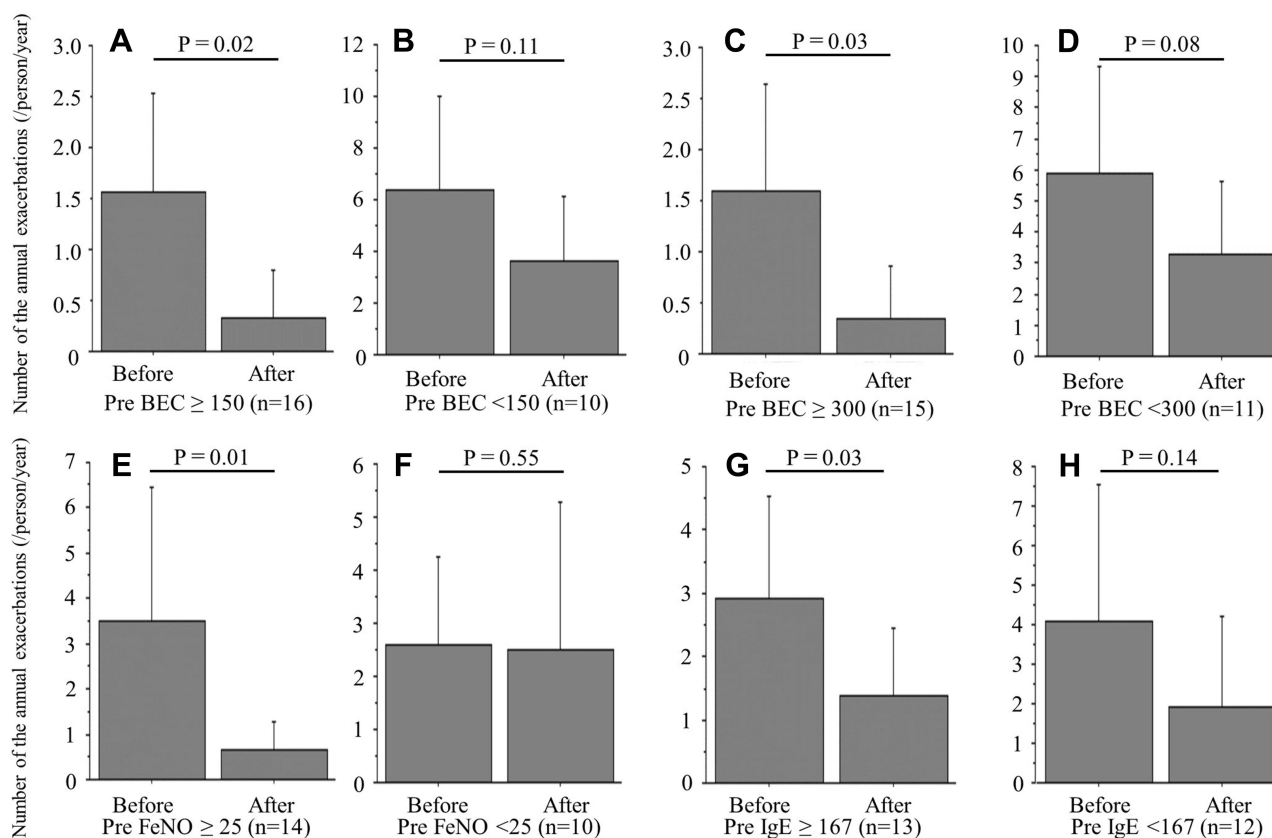 Number of the annual exacerbations (/person/year)
A
P = 0.02
3.0
2.5
2.0
1.5
1.0
0.5
0
Before After
Pre BEC ≥ 150 (n=16)
B
P = 0.11
12
10
8
6
4
2
0
Before After
Pre BEC <150 (n=10)
C
P = 0.03
3.0
2.0
1.5
1.0
0.5
0
Before After
Pre BEC ≥ 300 (n=15)
D
P = 0.08
10
9
8
7
6
5
4
3
2
1
0
Before After
Pre BEC <300 (n=11)
Number of the annual exacerbations (/person/year)
E
P = 0.01
7
6
5
4
3
2
1
0
Before After
Pre FeNO ≥ 25 (n=14)
F
P = 0.55
6
5
4
3
2
1
0
Before After
Pre FeNO <25 (n=10)
G
P = 0.03
5
4
3
2
1
0
Before After
Pre IgE ≥ 167 (n=13)
H
P = 0.14
8
7
6
5
4
3
2
1
0
Before After
Pre IgE <167 (n=12)